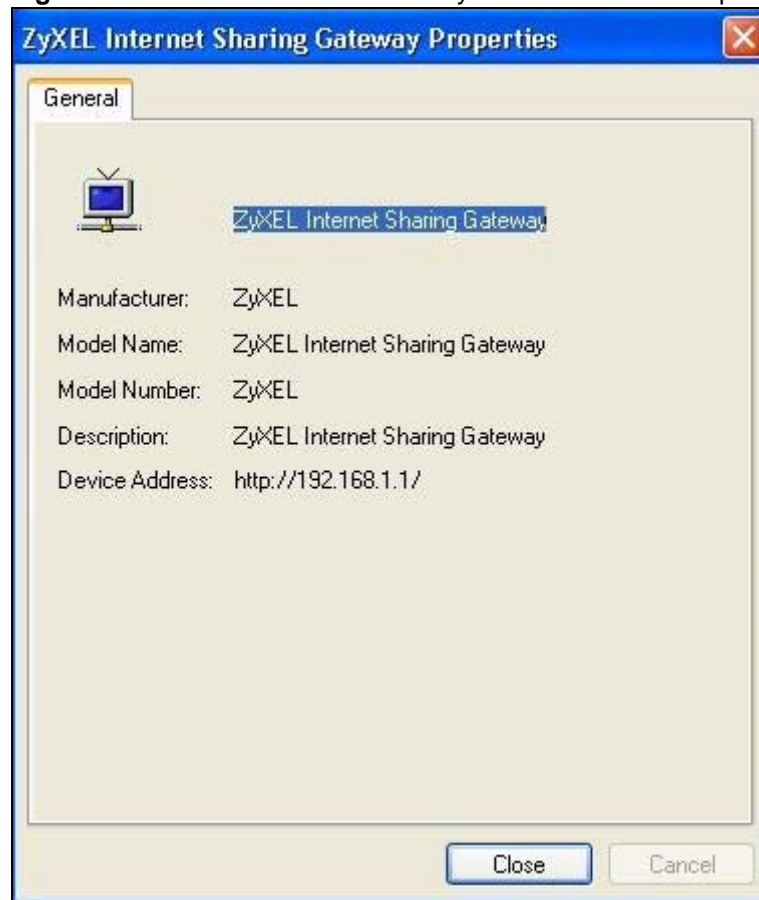 ZyXEL Internet Sharing Gateway Properties
General
ZyXEL Internet Sharing Gateway
Manufacturer: ZyXEL
Model Name: ZyXEL Internet Sharing Gateway
Model Number: ZyXEL
Description: ZyXEL Internet Sharing Gateway
Device Address: http://192.168.1.1/
Close Cancel